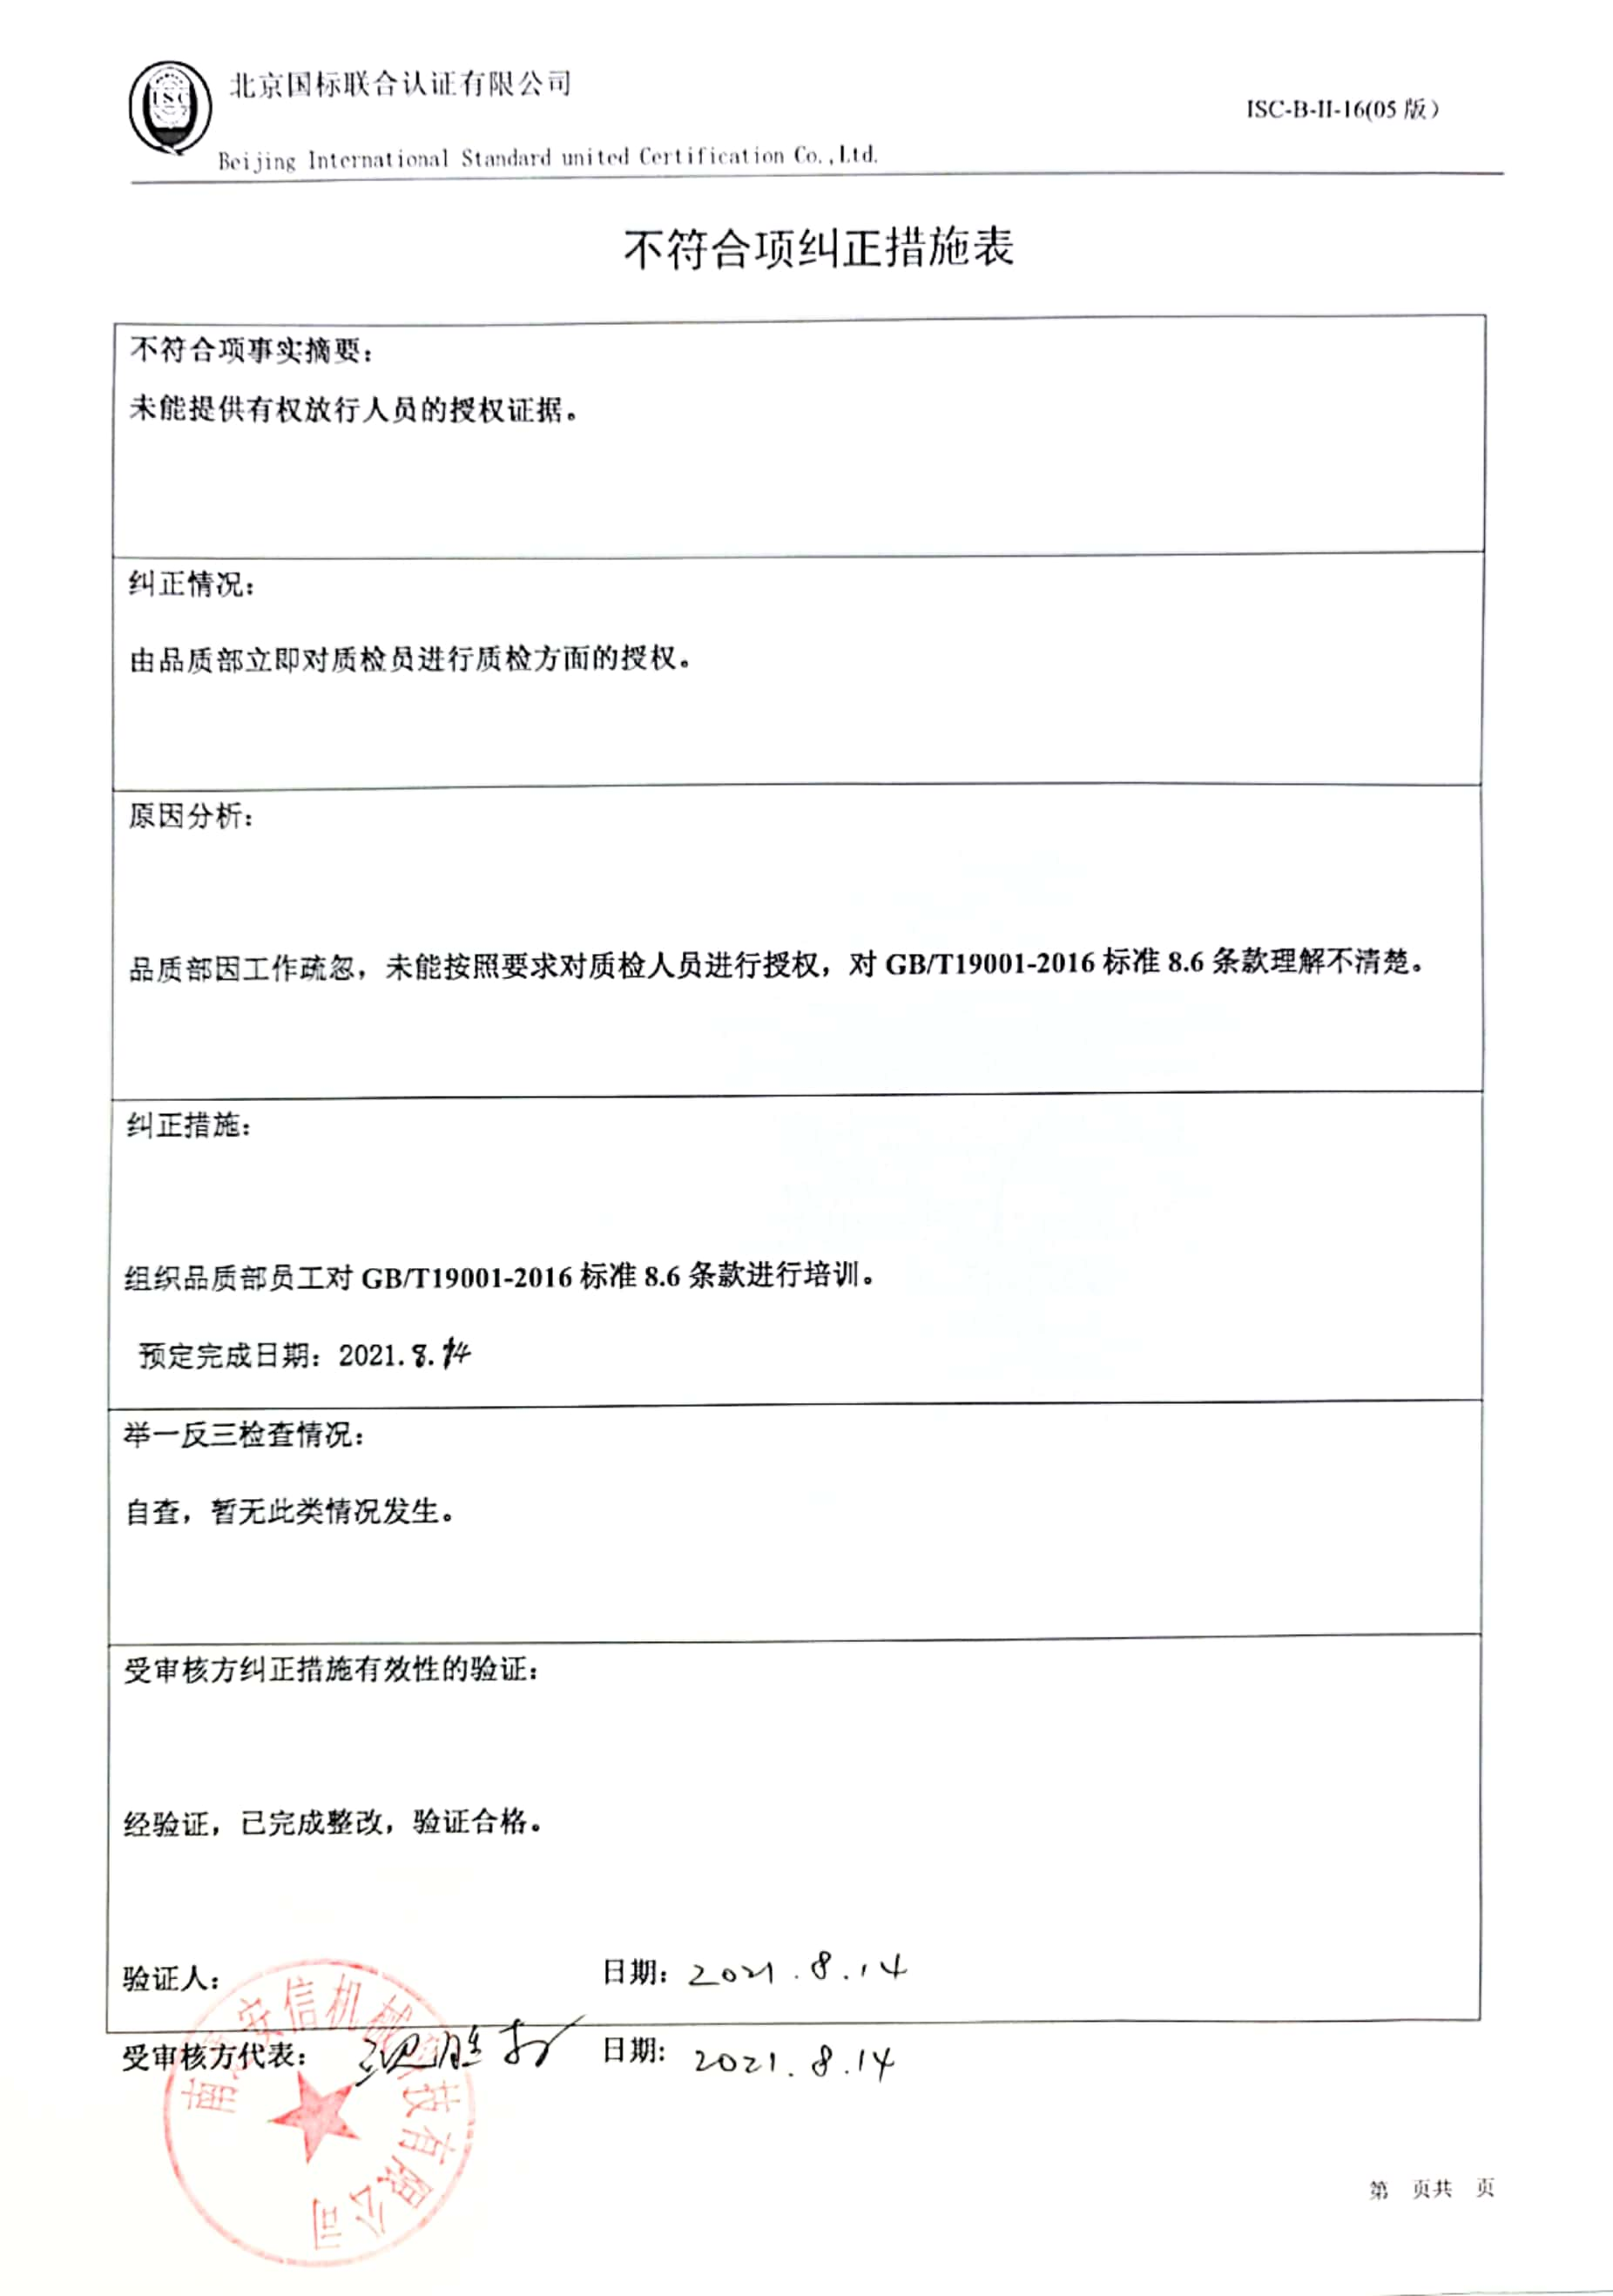 北京国标联合认证有限公司
ISC-B-II-16(05 版）
Beijing International Standard united Certification Co.,Ltd.
不符合项纠正措施表
不符合项事实摘要：
未能提供有权放行人员的授权证据。
纠正情况：
由品质部立即对质检员进行质检方面的授权。
原因分析：
品质部因工作疏忽，未能按照要求对质检人员进行授权，对 GB/T19001-2016 标准 8.6 条款理解不清楚。
纠正措施：
组织品质部员工对 GB/T19001-2016 标准 8.6 条款进行培训。
预定完成日期：2021.8.14
举一反三检查情况：
自查，暂无此类情况发生。
受审核方纠正措施有效性的验证：
经验证，已完成整改，验证合格。
验证人： 日期：2021.8.14
受审核方代表： 日期：2021.8.14
南 安信机械 技有限公司
第 页共 页